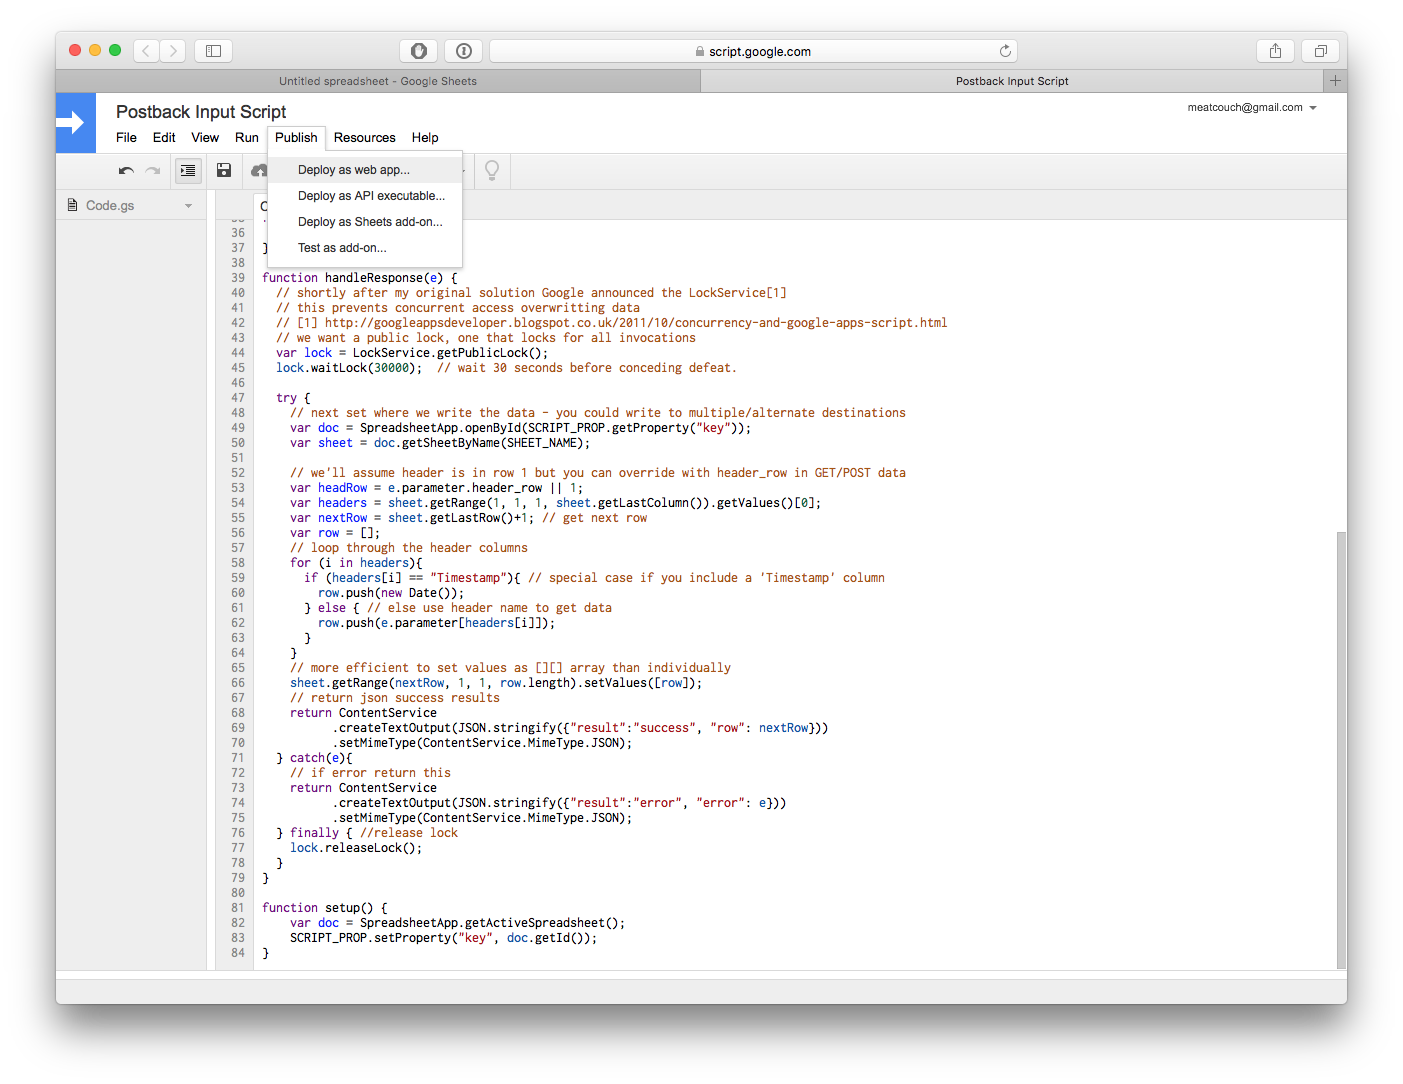 script.google.com
Untitled spreadsheet - Google Sheets
Postback Input Script
Postback Input Script
meatcouch@gmail.com
File Edit View Run Publish Resources Help
Deploy as web app...
Deploy as API executable...
Deploy as Sheets add-on...
Test as add-on...
Code.gs
36
37 }
38
39 function handleResponse(e) {
40 // shortly after my original solution Google announced the LockService[1]
41 // this prevents concurrent access overwritting data
42 // [1] http://googleappsdeveloper.blogspot.co.uk/2011/10/concurrency-and-google-apps-script.html
43 // we want a public lock, one that locks for all invocations
44 var lock = LockService.getPublicLock();
45 lock.waitLock(30000);  // wait 30 seconds before conceding defeat.
46
47 try {
48 // next set where we write the data - you could write to multiple/alternate destinations
49 var doc = SpreadsheetApp.openById(SCRIPT_PROP.getProperty("key"));
50 var sheet = doc.getSheetByName(SHEET_NAME);
51
52 // we'll assume header is in row 1 but you can override with header_row in GET/POST data
53 var headRow = e.parameter.header_row || 1;
54 var headers = sheet.getRange(1, 1, 1, sheet.getLastColumn()).getValues()[0];
55 var nextRow = sheet.getLastRow()+1; // get next row
56 var row = [];
57 // loop through the header columns
58 for (i in headers){
59 if (headers[i] == "Timestamp"){ // special case if you include a 'Timestamp' column
60 row.push(new Date());
61 } else { // else use header name to get data
62 row.push(e.parameter[headers[i]]);
63 }
64 }
65 // more efficient to set values as [][] array than individually
66 sheet.getRange(nextRow, 1, 1, row.length).setValues([row]);
67 // return json success results
68 return ContentService
69 .createTextOutput(JSON.stringify({"result":"success", "row": nextRow}))
70 .setMimeType(ContentService.MimeType.JSON);
71 } catch(e){
72 // if error return this
73 return ContentService
74 .createTextOutput(JSON.stringify({"result":"error", "error": e}))
75 .setMimeType(ContentService.MimeType.JSON);
76 } finally { //release lock
77 lock.releaseLock();
78 }
79 }
80
81 function setup() {
82 var doc = SpreadsheetApp.getActiveSpreadsheet();
83 SCRIPT_PROP.setProperty("key", doc.getId());
84 }